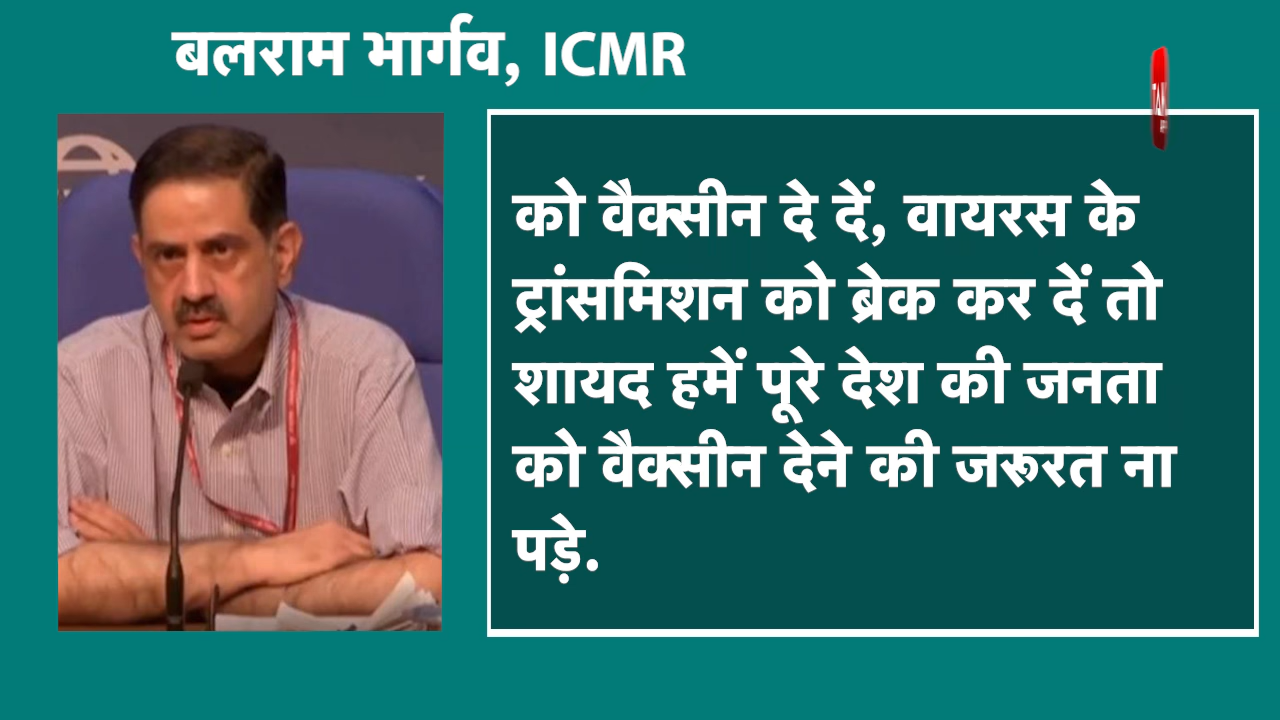 बलराम भार्गव, ICMR
को वैक्सीन दे दें, वायरस के
ट्रांसमिशन को ब्रेक कर दें तो
शायद हमें पूरे देश की जनता
को वैक्सीन देने की जरूरत ना
पड़े.